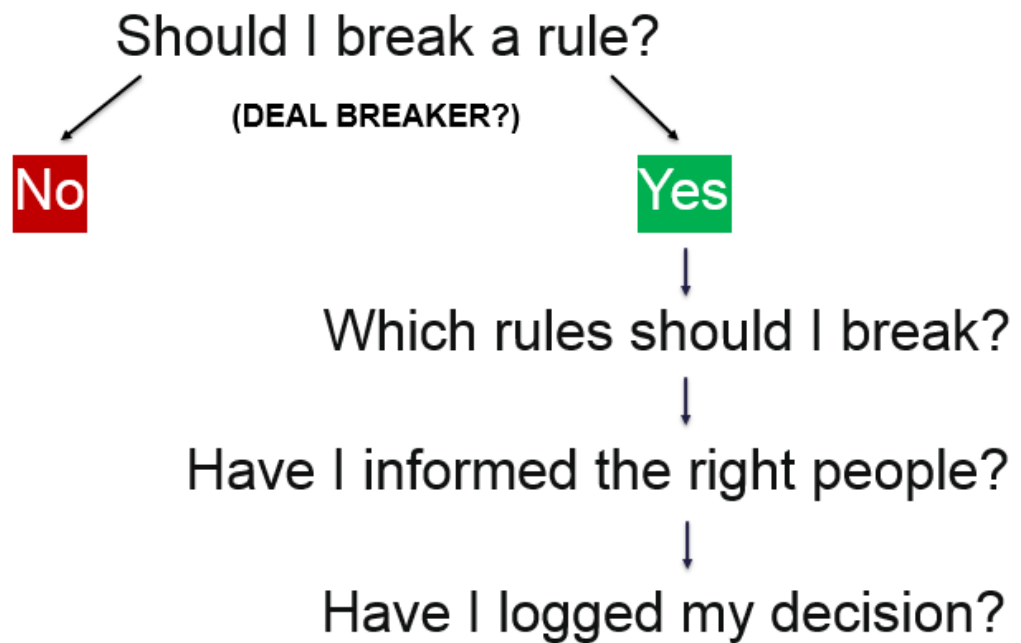 Should I break a rule?
(DEAL BREAKER?)
No
Yes
Which rules should I break?
Have I informed the right people?
Have I logged my decision?